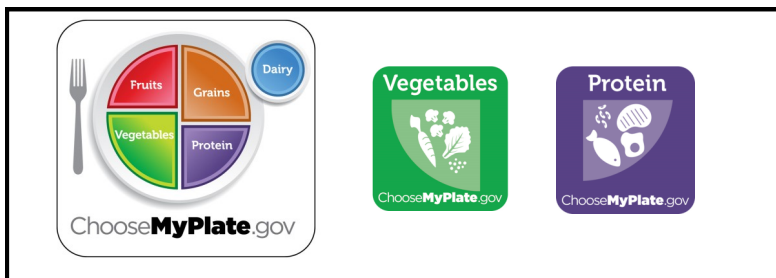 Fruits
Grains
Dairy
Vegetables
Protein
ChooseMyPlate.gov
Vegetables
ChooseMyPlate.gov
Protein
ChooseMyPlate.gov